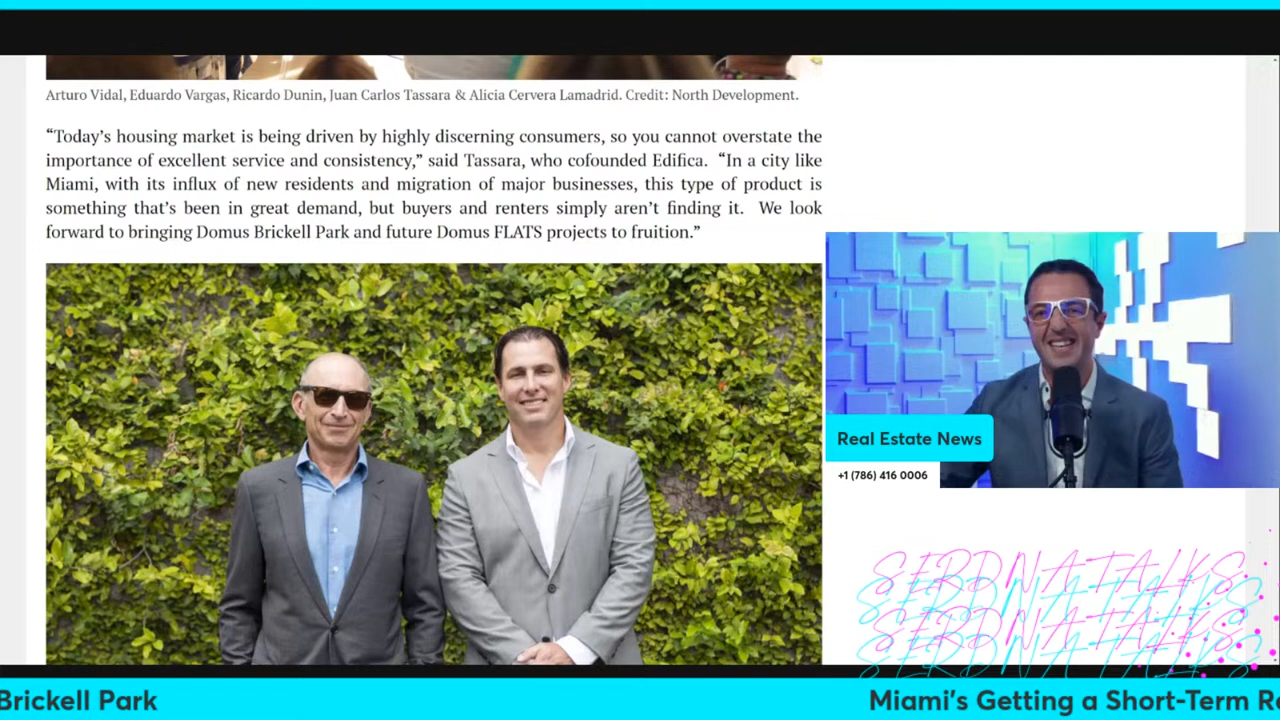 Arturo Vidal, Eduardo Vargas, Ricardo Dunin, Juan Carlos Tassara & Alicia Cervera Lamadrid. Credit: North Development.
“Today’s housing market is being driven by highly discerning consumers, so you cannot overstate the
importance of excellent service and consistency,” said Tassara, who cofounded Edifica. “In a city like
Miami, with its influx of new residents and migration of major businesses, this type of product is
something that’s been in great demand, but buyers and renters simply aren’t finding it. We look
forward to bringing Domus Brickell Park and future Domus FLATS projects to fruition.”
Real Estate News
+1 (786) 416 0006
SEBDNATALKS
SEBDNATALKS
SEBDNATALKS
SEBDNATALKS
Brickell Park
Miami's Getting a Short-Term Re